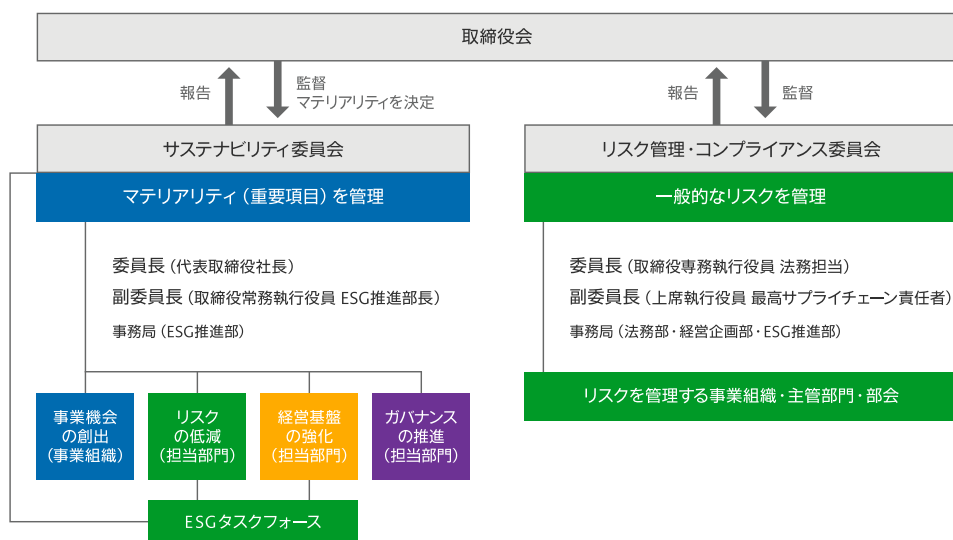 取締役会
報告
監督
マテリアリティを決定
報告
監督
サステナビリティ委員会
マテリアリティ（重要項目）を管理
委員長（代表取締役社長）
副委員長（取締役常務執行役員 ESG推進部長）
事務局（ESG推進部）
事業機会
の創出
（事業組織）
リスク
の低減
（担当部門）
経営基盤
の強化
（担当部門）
ガバナンス
の推進
（担当部門）
ESGタスクフォース
リスク管理・コンプライアンス委員会
一般的なリスクを管理
委員長（取締役専務執行役員 法務担当）
副委員長（上席執行役員 最高サプライチェーン責任者）
事務局（法務部・経営企画部・ESG推進部）
リスクを管理する事業組織・主管部門・部会